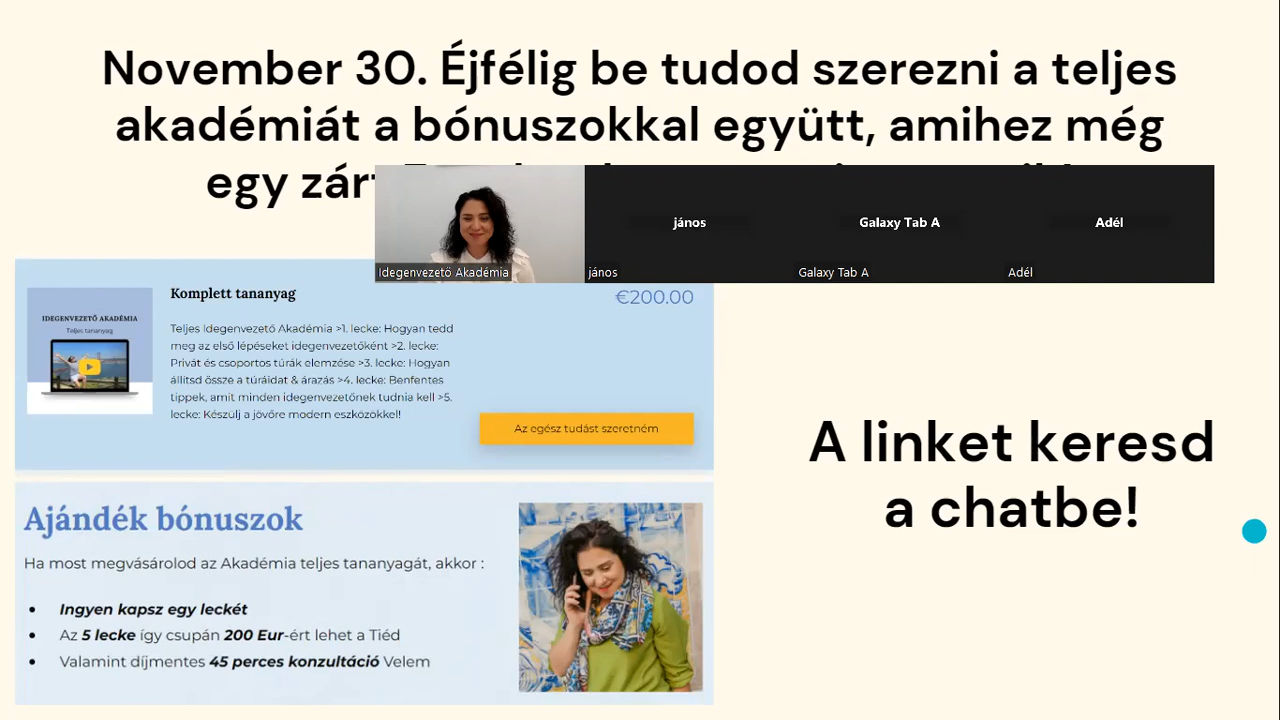 November 30. Éjfélig be tudod szerezni a teljes
akadémiát a bónuszokkal együtt, amihez még
egy
János
Galaxy Tab A
Adél
Idegenvezető Akadémia
jános
Galaxy Tab A
Adél
Komplett tananyag
€200.00
IDEGENVEZETŐ AKADÉMIA
Teljes tananyag
Teljes Idegenvezető Akadémia >1. lecke: Hogyan tedd
meg az első lépéseket idegenvezetőként >2. lecke:
Privát és csoportos túrák elemzése >3. lecke: Hogyan
állítsd össze a túráidat & árazás >4. lecke: Benfentes
tippek, amit minden idegenvezetőnek tudnia kell >5.
lecke: Készülj a jövőre modern eszközökkel!
Az egész tudást szeretném
A linket keresd
a chatbe!
Ajándék bónuszok
Ha most megvásárolod az Akadémia teljes tananyagát, akkor :
• Ingyen kapsz egy leckét
• Az 5 lecke így csupán 200 Eur-ért lehet a Tiéd
• Valamint díjmentes 45 perces konzultáció Velem